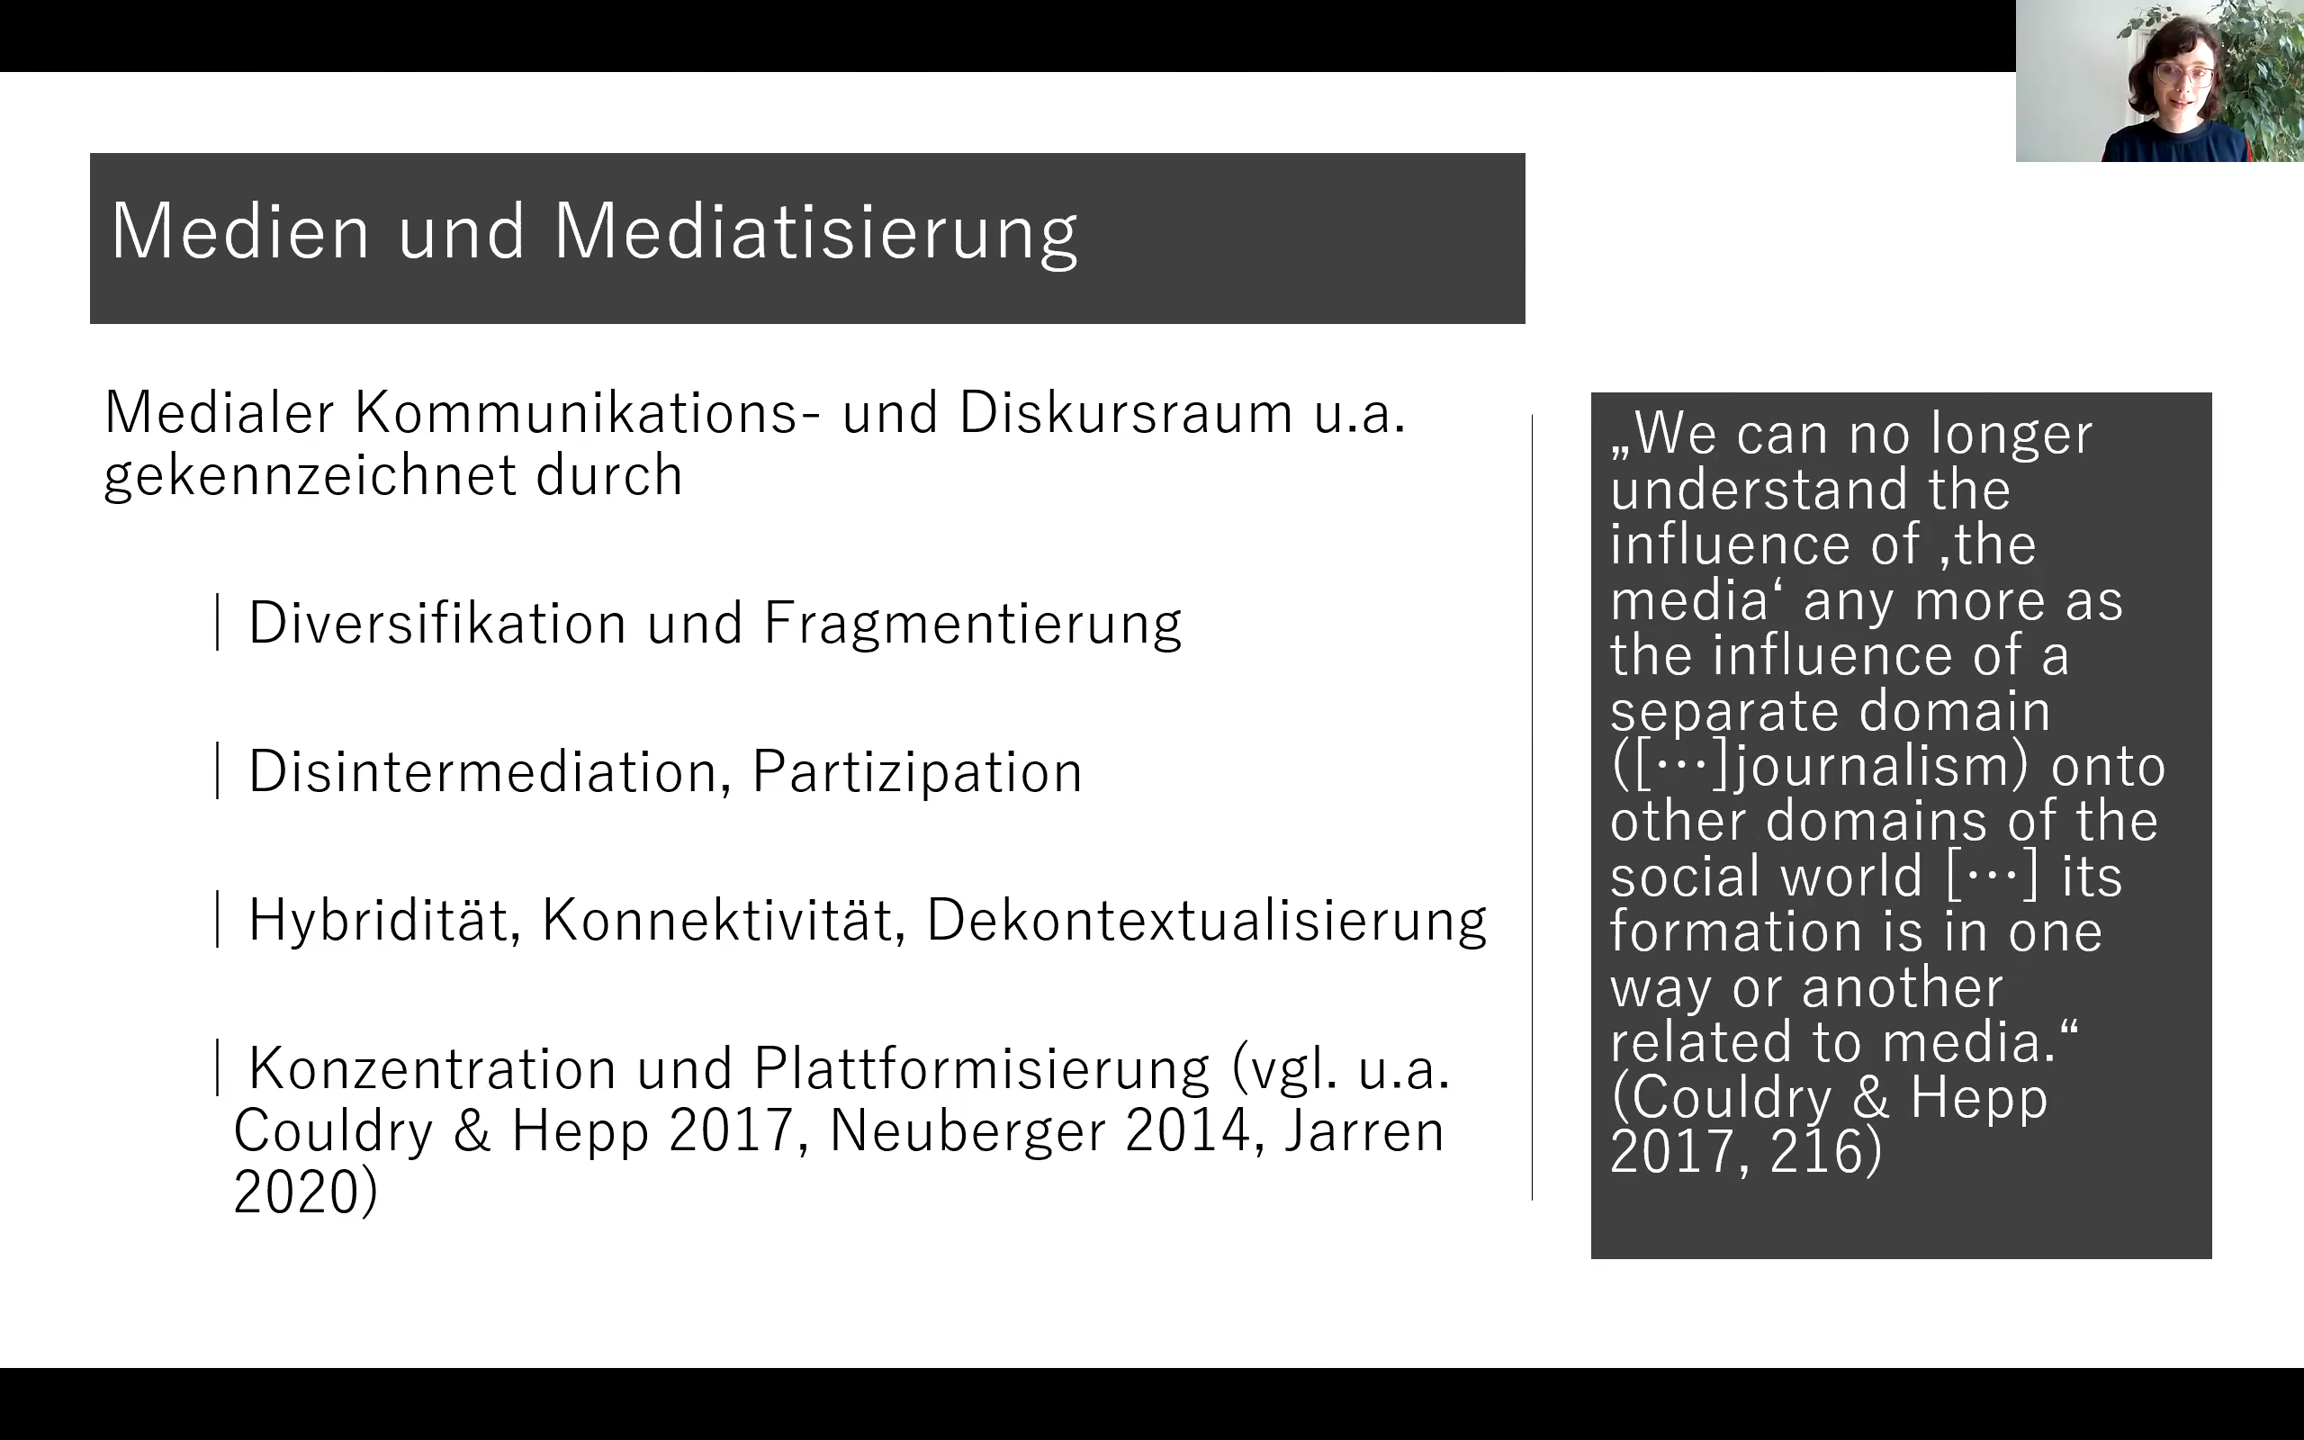 Medien und Mediatisierung
Medialer Kommunikations- und Diskursraum u.a.
gekennzeichnet durch
| Diversifikation und Fragmentierung
| Disintermediation, Partizipation
| Hybridität, Konnektivität, Dekontextualisierung
| Konzentration und Plattformisierung (vgl. u.a.
Couldry & Hepp 2017, Neuberger 2014, Jarren
2020)
„We can no longer
understand the
influence of ‚the
media‘ any more as
the influence of a
separate domain
([…]journalism) onto
other domains of the
social world […] its
formation is in one
way or another
related to media.“
(Couldry & Hepp
2017, 216)